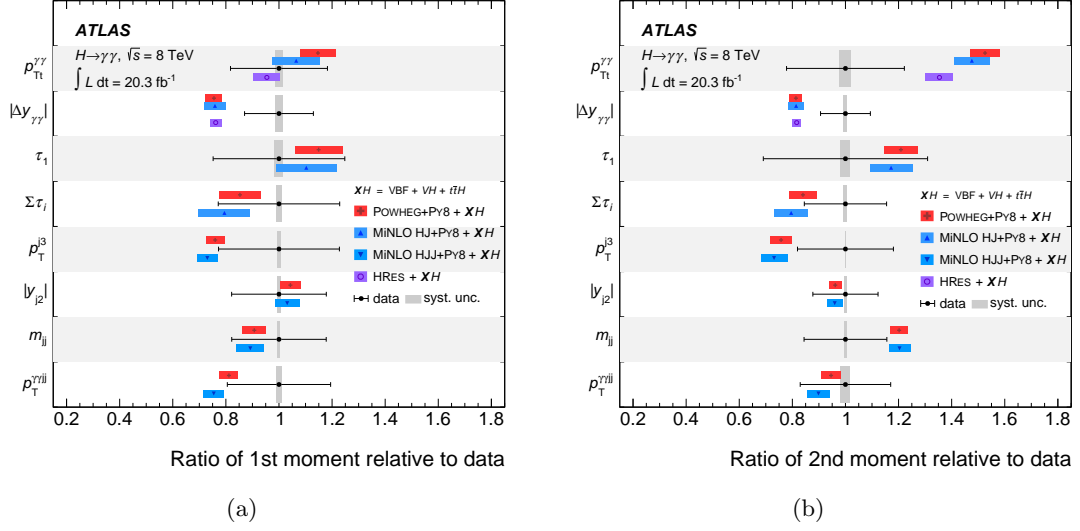 ATLAS
H→γγ, √s = 8 TeV
∫ L dt = 20.3 fb⁻¹
p_Tt^γγ
|Δy_γγ|
τ₁
Στᵢ
p_T^j3
|y_j2|
m_jj
p_T^γγjj
XH = VBF + VH + tt̄H
POWHEG+PY8 + XH
MiNLO HJ+PY8 + XH
MiNLO HJJ+PY8 + XH
HRES + XH
data syst. unc.
0.2 0.4 0.6 0.8 1 1.2 1.4 1.6 1.8
Ratio of 1st moment relative to data
(a)
ATLAS
H→γγ, √s = 8 TeV
∫ L dt = 20.3 fb⁻¹
p_Tt^γγ
|Δy_γγ|
τ₁
Στᵢ
p_T^j3
|y_j2|
m_jj
p_T^γγjj
XH = VBF + VH + tt̄H
POWHEG+PY8 + XH
MiNLO HJ+PY8 + XH
MiNLO HJJ+PY8 + XH
HRES + XH
data syst. unc.
0.2 0.4 0.6 0.8 1 1.2 1.4 1.6 1.8
Ratio of 2nd moment relative to data
(b)